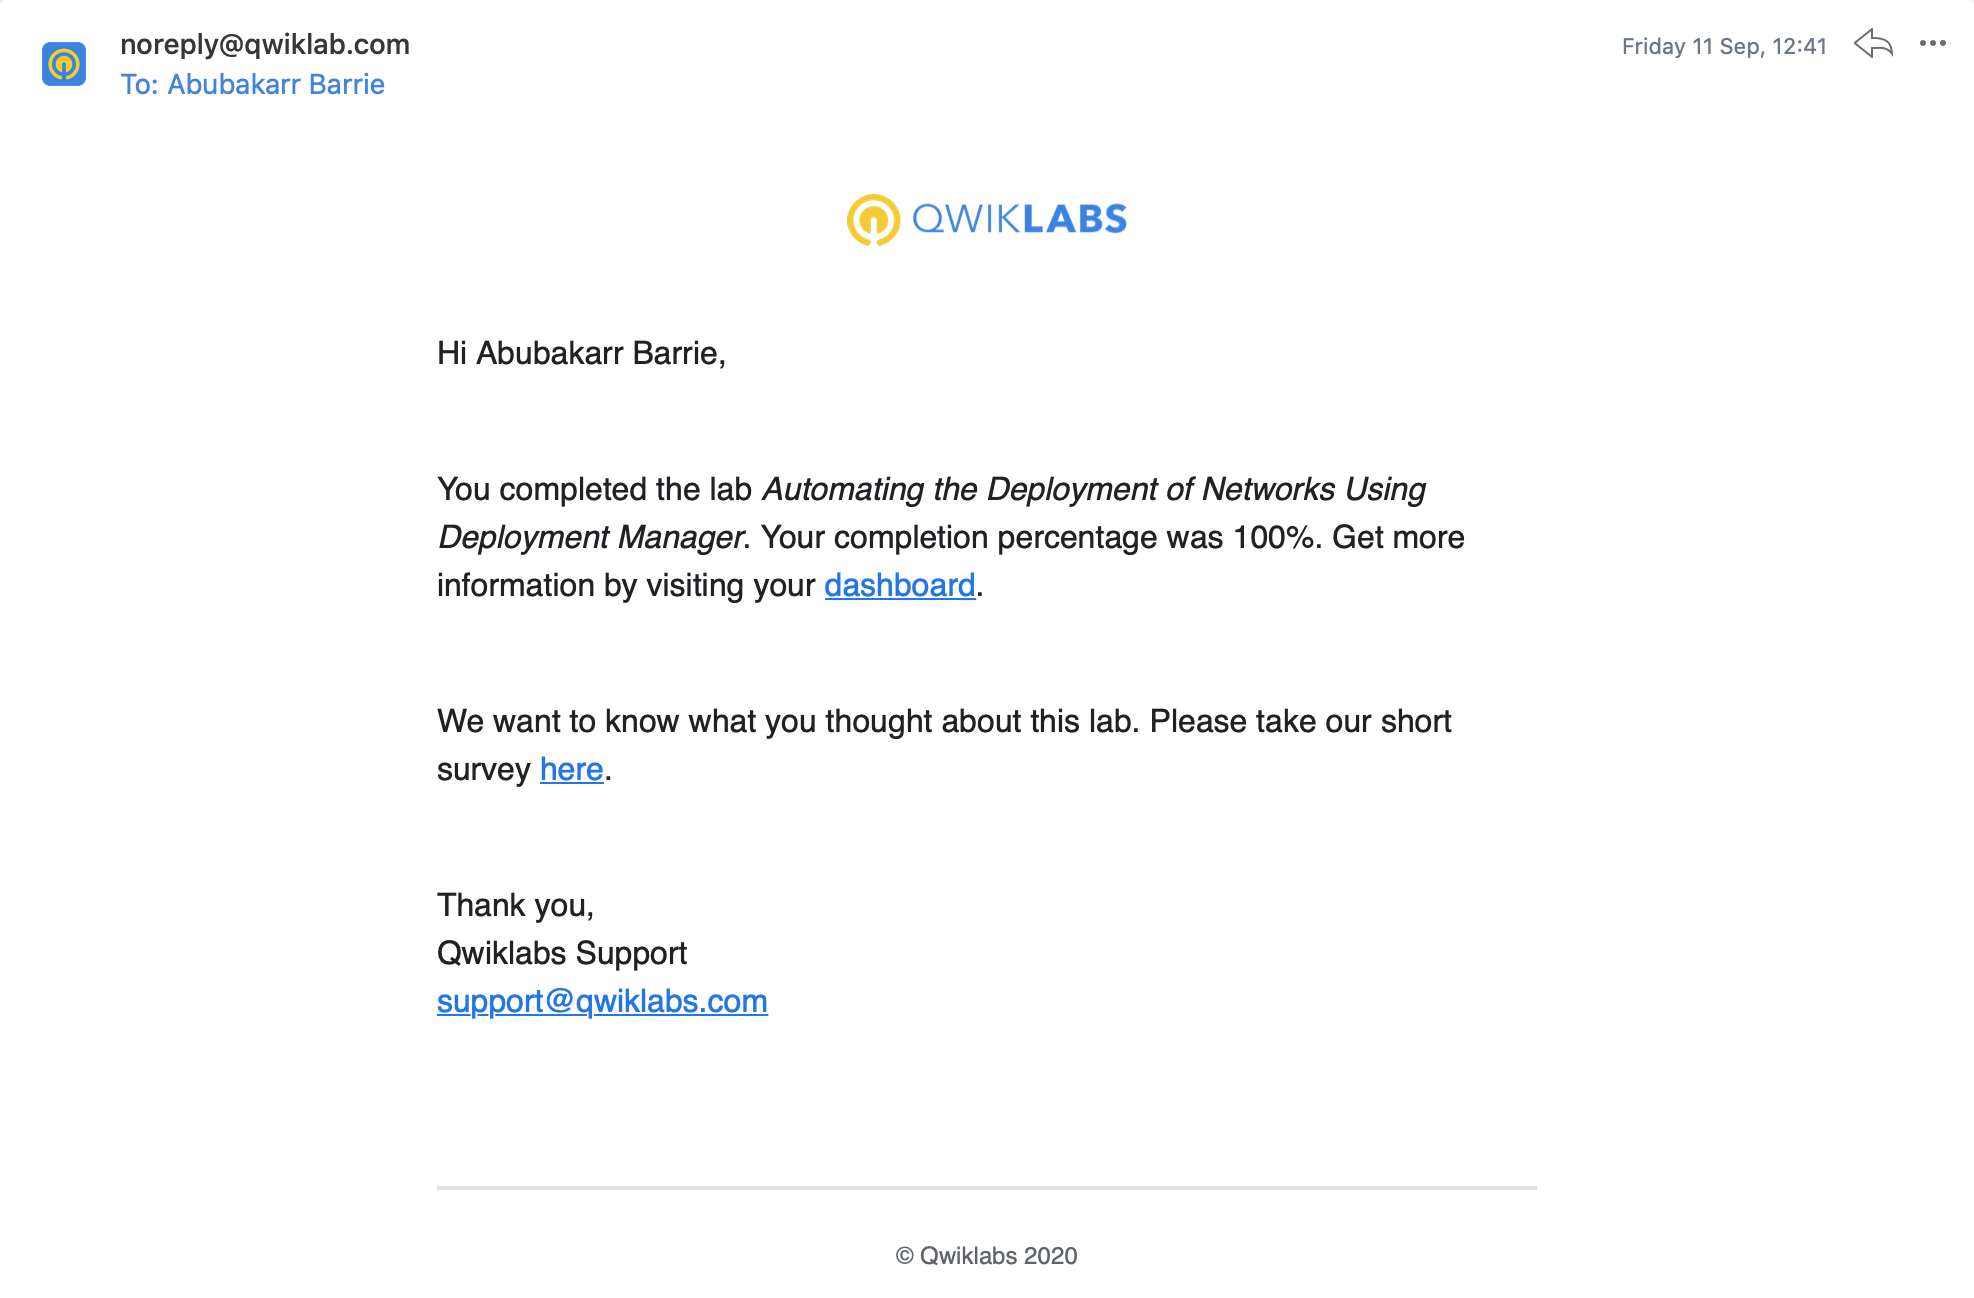 noreply@qwiklab.com
Friday 11 Sep, 12:41
To: Abubakarr Barrie
QWIKLABS
Hi Abubakarr Barrie,
You completed the lab Automating the Deployment of Networks Using
Deployment Manager. Your completion percentage was 100%. Get more
information by visiting your dashboard.
We want to know what you thought about this lab. Please take our short
survey here.
Thank you,
Qwiklabs Support
support@qwiklabs.com
© Qwiklabs 2020